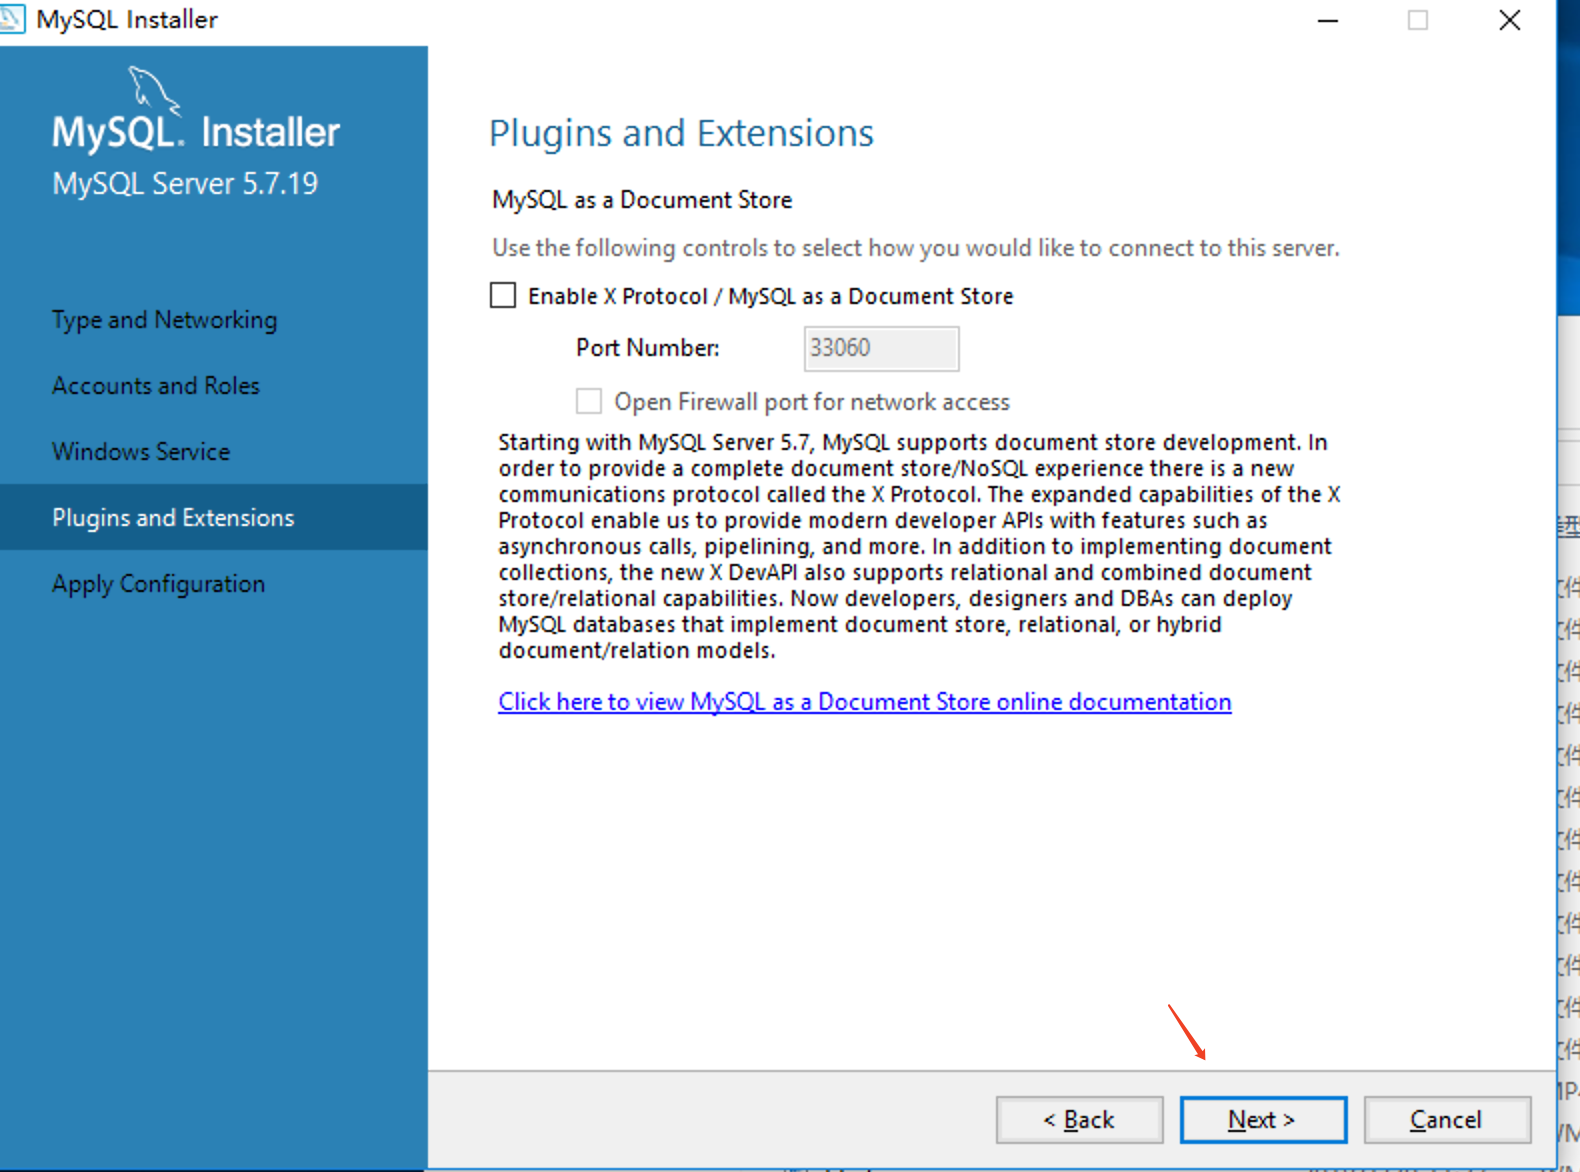 MySQL Installer
MySQL. Installer
MySQL Server 5.7.19
Type and Networking
Accounts and Roles
Windows Service
Plugins and Extensions
Apply Configuration
Plugins and Extensions
MySQL as a Document Store
Use the following controls to select how you would like to connect to this server.
Enable X Protocol / MySQL as a Document Store
Port Number:
33060
Open Firewall port for network access
Starting with MySQL Server 5.7, MySQL supports document store development. In
order to provide a complete document store/NoSQL experience there is a new
communications protocol called the X Protocol. The expanded capabilities of the X
Protocol enable us to provide modern developer APIs with features such as
asynchronous calls, pipelining, and more. In addition to implementing document
collections, the new X DevAPI also supports relational and combined document
store/relational capabilities. Now developers, designers and DBAs can deploy
MySQL databases that implement document store, relational, or hybrid
document/relation models.
Click here to view MySQL as a Document Store online documentation
< Back
Next >
Cancel